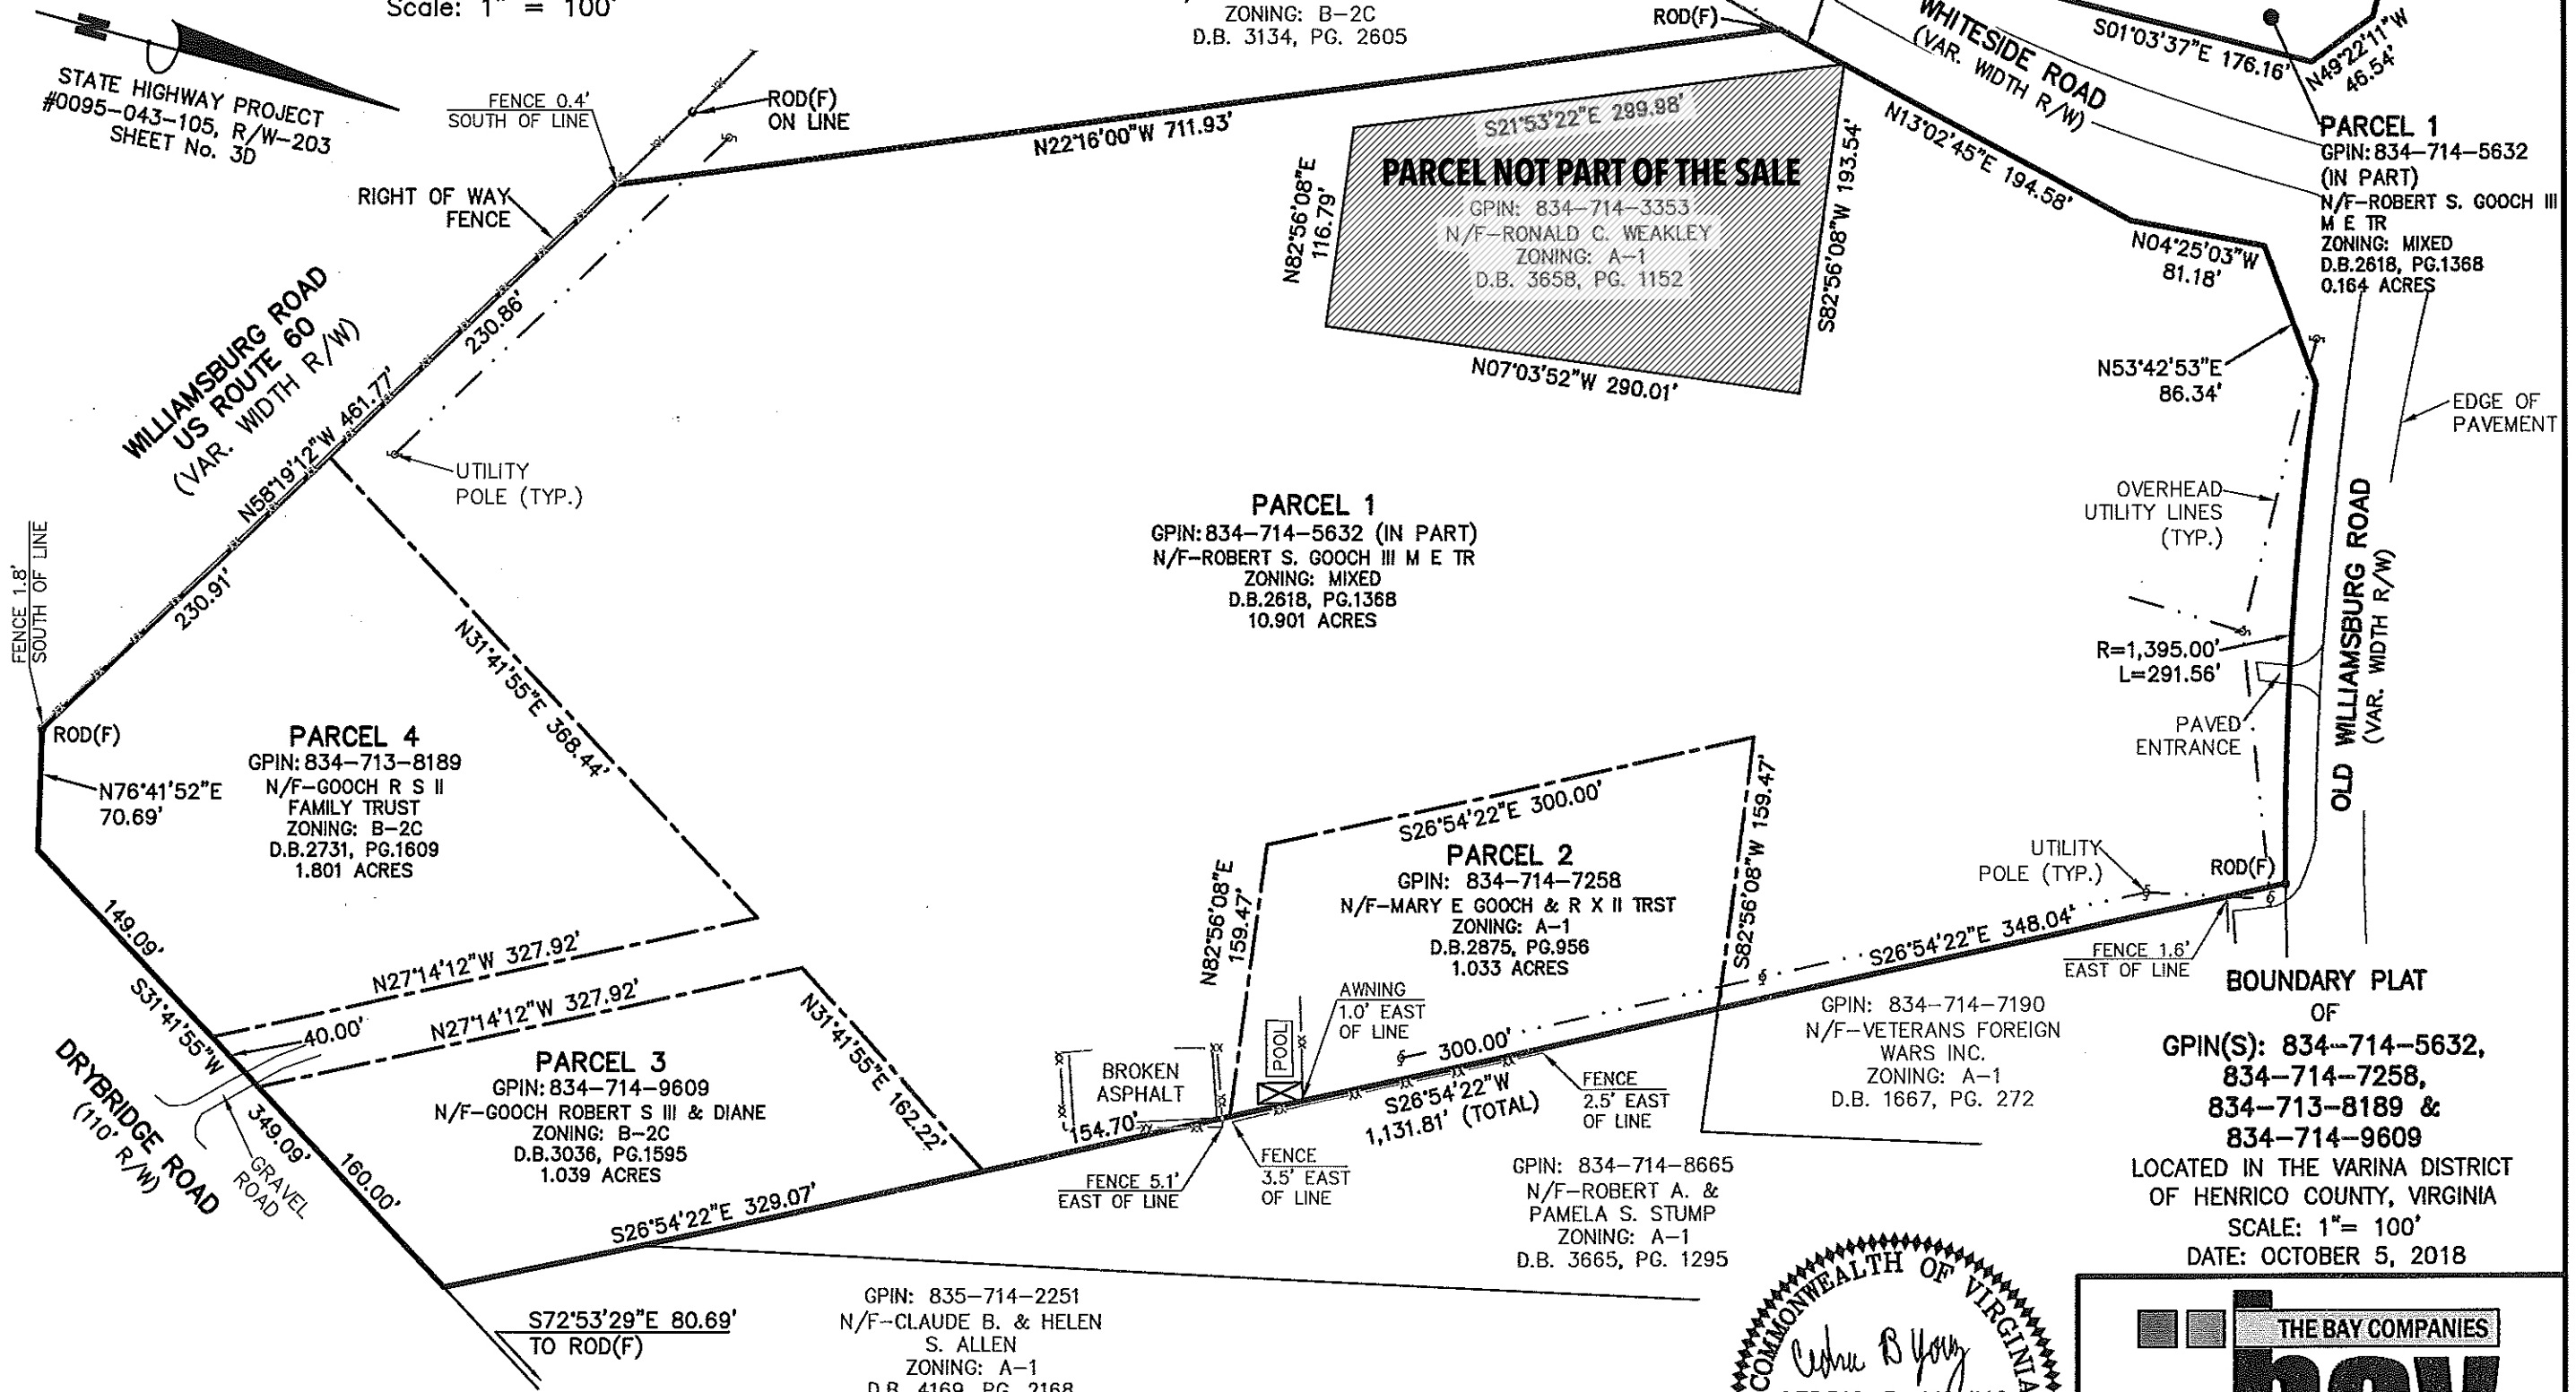 Scale: 1" = 100'
N
STATE HIGHWAY PROJECT
#0095-043-105, R/W-203
SHEET No. 3D
ZONING: B-2C
D.B. 3134, PG. 2605
ROD(F)
WHITESIDE ROAD
(VAR. WIDTH R/W)
S01°03'37"E 176.16'
N49°22'11"W
46.54'
PARCEL 1
GPIN: 834-714-5632
(IN PART)
N/F-ROBERT S. GOOCH III
M E TR
ZONING: MIXED
D.B.2618, PG.1368
0.164 ACRES
FENCE 0.4'
SOUTH OF LINE
ROD(F)
ON LINE
N22°16'00"W 711.93'
RIGHT OF WAY
FENCE
S21°53'22"E 299.98'
PARCEL NOT PART OF THE SALE
GPIN: 834-714-3353
N/F-RONALD C. WEAKLEY
ZONING: A-1
D.B. 3658, PG. 1152
N82°56'08"E
116.79'
S82°56'08"W 193.54'
N07°03'52"W 290.01'
N13°02'45"E 194.58'
N04°25'03"W
81.18'
N53°42'53"E
86.34'
EDGE OF
PAVEMENT
WILLIAMSBURG ROAD
US ROUTE 60
(VAR. WIDTH R/W)
230.86'
N58°19'12"W 461.77'
230.91'
UTILITY
POLE (TYP.)
FENCE 1.8'
SOUTH OF LINE
ROD(F)
N76°41'52"E
70.69'
PARCEL 4
GPIN: 834-713-8189
N/F-GOOCH R S II
FAMILY TRUST
ZONING: B-2C
D.B.2731, PG.1609
1.801 ACRES
N31°41'55"E 368.44'
PARCEL 1
GPIN: 834-714-5632 (IN PART)
N/F-ROBERT S. GOOCH III M E TR
ZONING: MIXED
D.B.2618, PG.1368
10.901 ACRES
OVERHEAD
UTILITY LINES
(TYP.)
R=1,395.00'
L=291.56'
PAVED
ENTRANCE
OLD WILLIAMSBURG ROAD
(VAR. WIDTH R/W)
S26°54'22"E 300.00'
PARCEL 2
GPIN: 834-714-7258
N/F-MARY E GOOCH & R X II TRST
ZONING: A-1
D.B.2875, PG.956
1.033 ACRES
N82°56'08"E
159.47'
S82°56'08"W 159.47'
UTILITY
POLE (TYP.)
ROD(F)
S26°54'22"E 348.04'
FENCE 1.6'
EAST OF LINE
149.09'
N27°14'12"W 327.92'
N27°14'12"W 327.92'
40.00'
S31°41'55"W
349.09'
160.00'
DRYBRIDGE ROAD
(110' R/W)
GRAVEL
ROAD
PARCEL 3
GPIN: 834-714-9609
N/F-GOOCH ROBERT S III & DIANE
ZONING: B-2C
D.B.3036, PG.1595
1.039 ACRES
N31°41'55"E 162.22'
BROKEN
ASPHALT
POOL
AWNING
1.0' EAST
OF LINE
300.00'
154.70'
S26°54'22"W
1,131.81' (TOTAL)
FENCE
2.5' EAST
OF LINE
FENCE
3.5' EAST
OF LINE
FENCE 5.1'
EAST OF LINE
S26°54'22"E 329.07'
GPIN: 834-714-7190
N/F-VETERANS FOREIGN
WARS INC.
ZONING: A-1
D.B. 1667, PG. 272
GPIN: 834-714-8665
N/F-ROBERT A. &
PAMELA S. STUMP
ZONING: A-1
D.B. 3665, PG. 1295
S72°53'29"E 80.69'
TO ROD(F)
GPIN: 835-714-2251
N/F-CLAUDE B. & HELEN
S. ALLEN
ZONING: A-1
D.B. 4169, PG. 2168
BOUNDARY PLAT
OF
GPIN(S): 834-714-5632,
834-714-7258,
834-713-8189 &
834-714-9609
LOCATED IN THE VARINA DISTRICT
OF HENRICO COUNTY, VIRGINIA
SCALE: 1"= 100'
DATE: OCTOBER 5, 2018
COMMONWEALTH OF VIRGINIA
THE BAY COMPANIES
bay